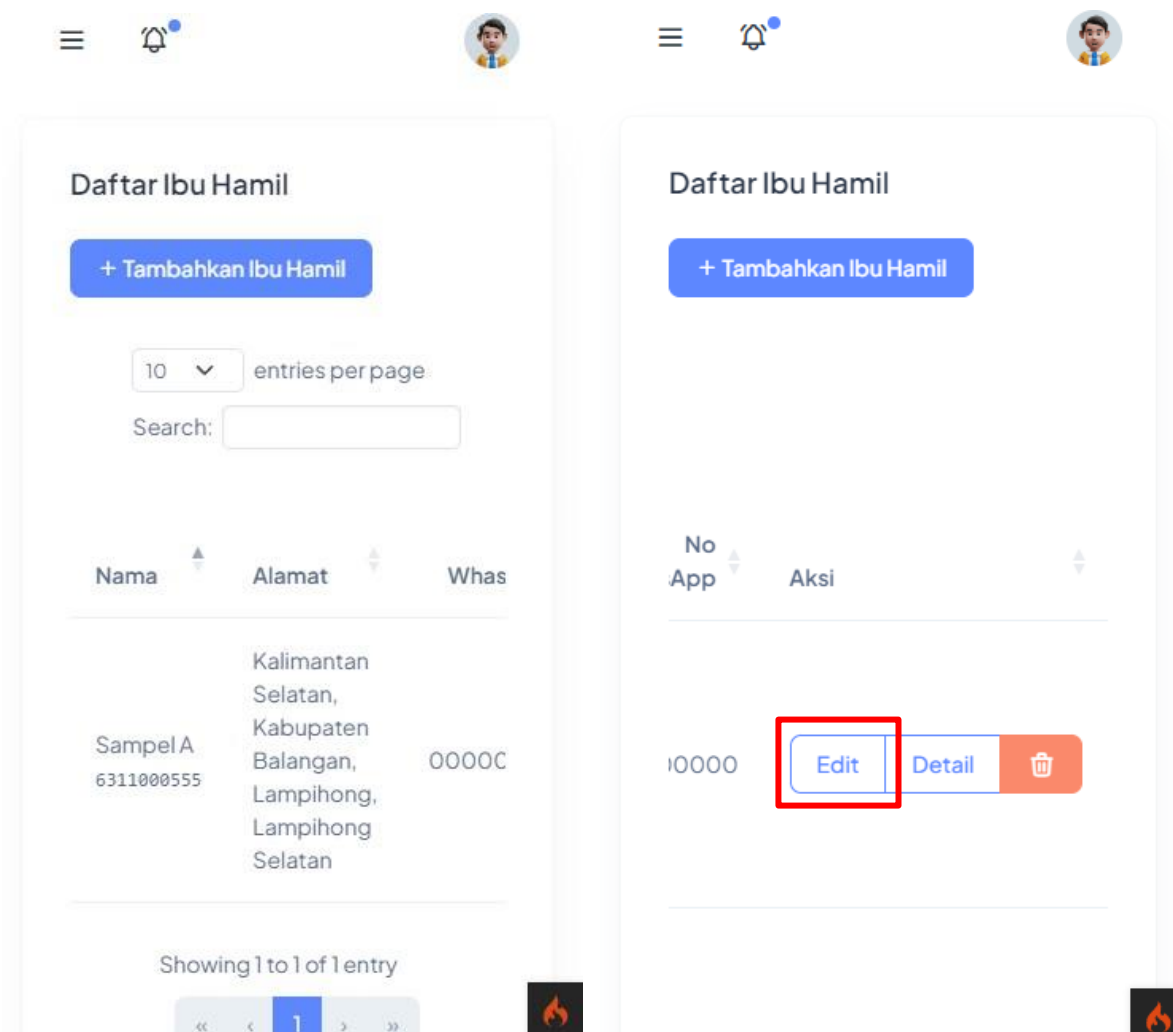 Daftar Ibu Hamil
+ Tambahkan Ibu Hamil
10 entries per page
Search:
Nama Alamat Whas
Sampel A
6311000555
Kalimantan
Selatan,
Kabupaten
Balangan,
Lampihong,
Lampihong
Selatan
00000
Showing 1 to 1 of 1 entry
« ‹ 1 › »
Daftar Ibu Hamil
+ Tambahkan Ibu Hamil
No
App
Aksi
00000
Edit Detail